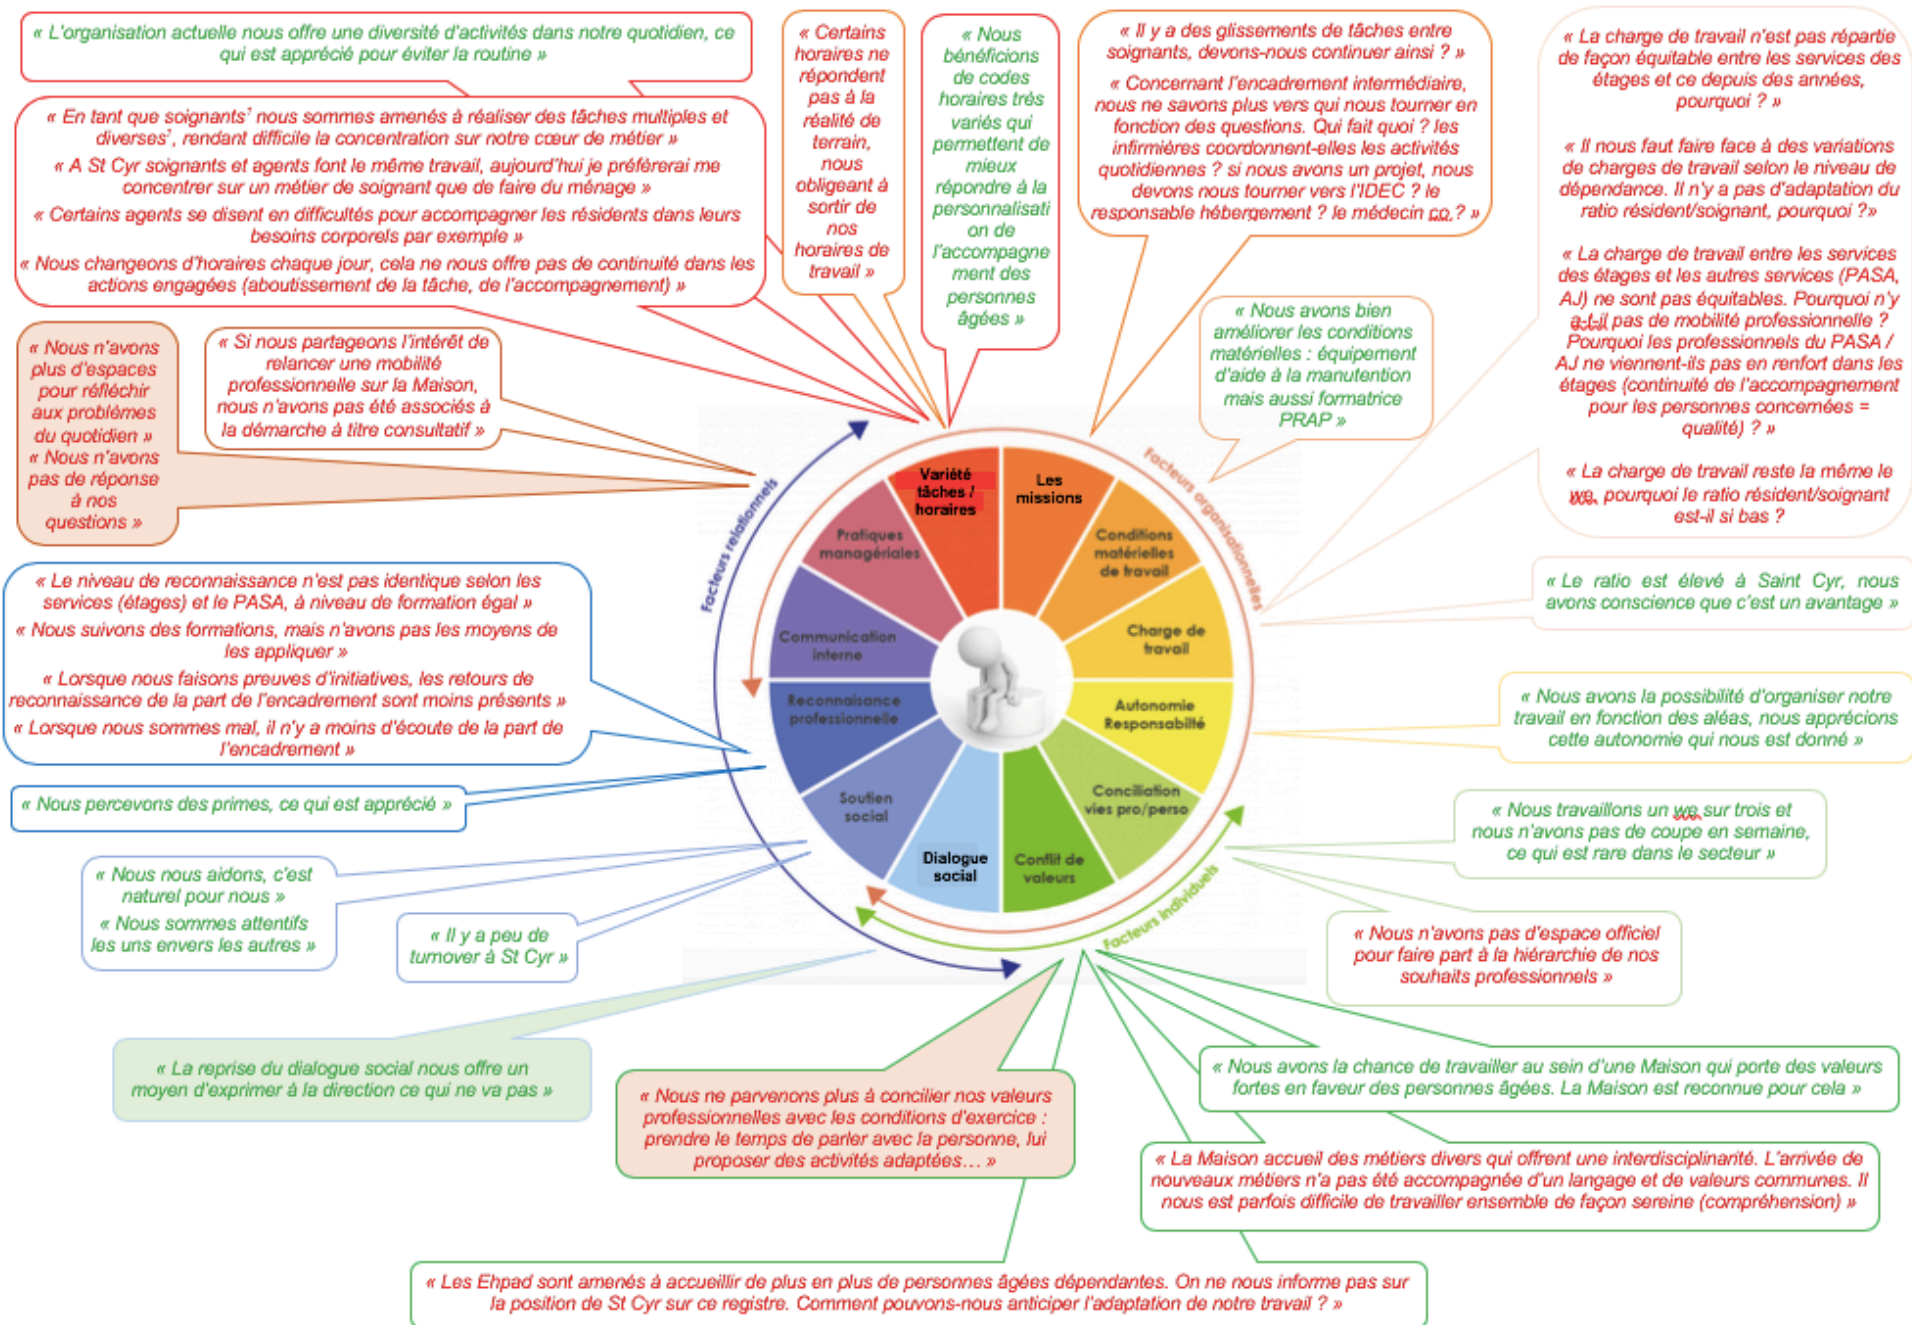 « L'organisation actuelle nous offre une diversité d'activités dans notre quotidien, ce
qui est apprécié pour éviter la routine »
« En tant que soignants⁷ nous sommes amenés à réaliser des tâches multiples et
diverses⁷, rendant difficile la concentration sur notre cœur de métier »
« A St Cyr soignants et agents font le même travail, aujourd'hui je préfèrerai me
concentrer sur un métier de soignant que de faire du ménage »
« Certains agents se disent en difficultés pour accompagner les résidents dans leurs
besoins corporels par exemple »
« Nous changeons d'horaires chaque jour, cela ne nous offre pas de continuité dans les
actions engagées (aboutissement de la tâche, de l'accompagnement) »
« Certains
horaires ne
répondent
pas à la
réalité de
terrain,
nous
obligeant à
sortir de
nos
horaires de
travail »
« Nous
bénéficions
de codes
horaires très
variés qui
permettent de
mieux
répondre à la
personnalisati
on de
l'accompagne
ment des
personnes
âgées »
« Il y a des glissements de tâches entre
soignants, devons-nous continuer ainsi ? »
« Concernant l'encadrement intermédiaire,
nous ne savons plus vers qui nous tourner en
fonction des questions. Qui fait quoi ? les
infirmières coordonnent-elles les activités
quotidiennes ? si nous avons un projet, nous
devons nous tourner vers l'IDEC ? le
responsable hébergement ? le médecin co.? »
« La charge de travail n'est pas répartie
de façon équitable entre les services des
étages et ce depuis des années,
pourquoi ? »
« Il nous faut faire face à des variations
de charges de travail selon le niveau de
dépendance. Il n'y a pas d'adaptation du
ratio résident/soignant, pourquoi ?»
« La charge de travail entre les services
des étages et les autres services (PASA,
AJ) ne sont pas équitables. Pourquoi n'y
a-t-il pas de mobilité professionnelle ?
Pourquoi les professionnels du PASA /
AJ ne viennent-ils pas en renfort dans les
étages (continuité de l'accompagnement
pour les personnes concernées =
qualité) ? »
« La charge de travail reste la même le
we, pourquoi le ratio résident/soignant
est-il si bas ?
« Nous n'avons
plus d'espaces
pour réfléchir
aux problèmes
du quotidien »
« Nous n'avons
pas de réponse
à nos
questions »
« Si nous partageons l'intérêt de
relancer une mobilité
professionnelle sur la Maison,
nous n'avons pas été associés à
la démarche à titre consultatif »
« Nous avons bien
améliorer les conditions
matérielles : équipement
d'aide à la manutention
mais aussi formatrice
PRAP »
Facteurs relationnels
Facteurs organisationnelles
Facteurs individuels
Variété
tâches /
horaires
Les
missions
Pratiques
managériales
Conditions
matérielles
de travail
Communication
interne
Charge de
travail
Reconnaisance
professionnelle
Autonomie
Responsabilté
Soutien
social
Conciliation
vies pro/perso
Dialogue
social
Conflit de
valeurs
« Le niveau de reconnaissance n'est pas identique selon les
services (étages) et le PASA, à niveau de formation égal »
« Nous suivons des formations, mais n'avons pas les moyens de
les appliquer »
« Lorsque nous faisons preuves d'initiatives, les retours de
reconnaissance de la part de l'encadrement sont moins présents »
« Lorsque nous sommes mal, il n'y a moins d'écoute de la part de
l'encadrement »
« Le ratio est élevé à Saint Cyr, nous
avons conscience que c'est un avantage »
« Nous avons la possibilité d'organiser notre
travail en fonction des aléas, nous apprécions
cette autonomie qui nous est donné »
« Nous percevons des primes, ce qui est apprécié »
« Nous travaillons un we sur trois et
nous n'avons pas de coupe en semaine,
ce qui est rare dans le secteur »
« Nous nous aidons, c'est
naturel pour nous »
« Nous sommes attentifs
les uns envers les autres »
« Il y a peu de
turnover à St Cyr »
« Nous n'avons pas d'espace officiel
pour faire part à la hiérarchie de nos
souhaits professionnels »
« La reprise du dialogue social nous offre un
moyen d'exprimer à la direction ce qui ne va pas »
« Nous ne parvenons plus à concilier nos valeurs
professionnelles avec les conditions d'exercice :
prendre le temps de parler avec la personne, lui
proposer des activités adaptées… »
« Nous avons la chance de travailler au sein d'une Maison qui porte des valeurs
fortes en faveur des personnes âgées. La Maison est reconnue pour cela »
« La Maison accueil des métiers divers qui offrent une interdisciplinarité. L'arrivée de
nouveaux métiers n'a pas été accompagnée d'un langage et de valeurs communes. Il
nous est parfois difficile de travailler ensemble de façon sereine (compréhension) »
« Les Ehpad sont amenés à accueillir de plus en plus de personnes âgées dépendantes. On ne nous informe pas sur
la position de St Cyr sur ce registre. Comment pouvons-nous anticiper l'adaptation de notre travail ? »